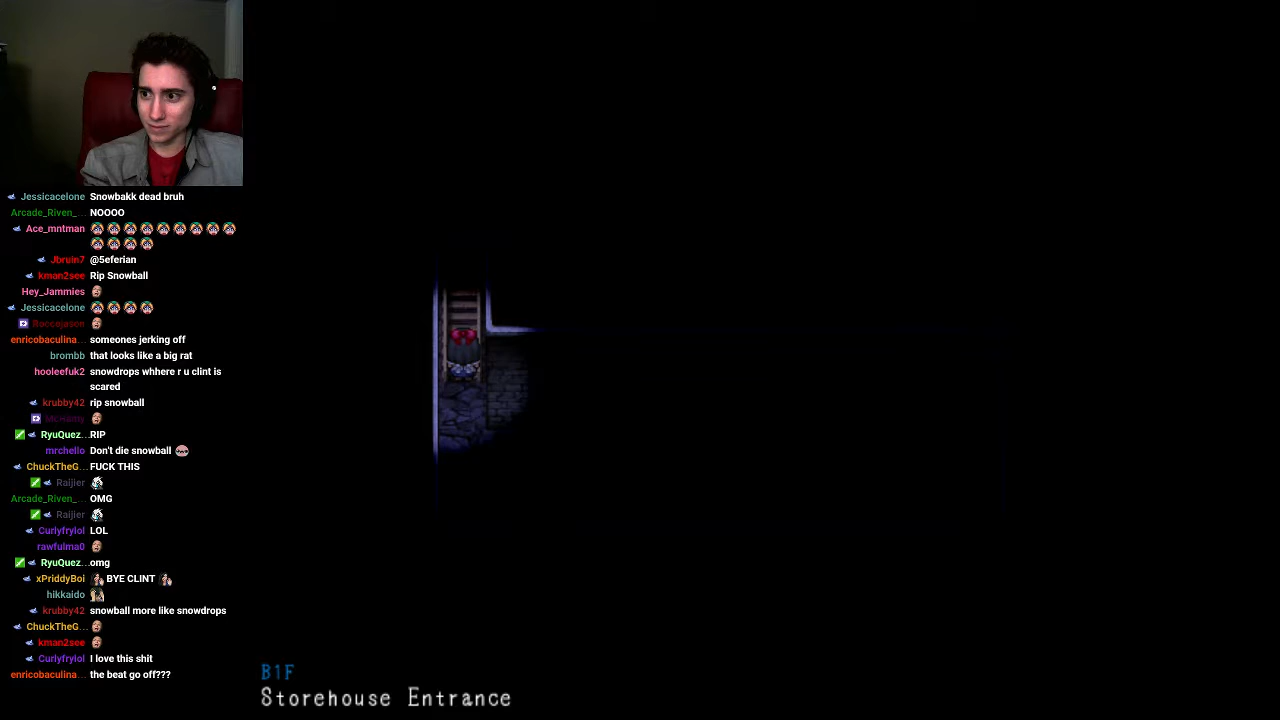 Jessicacelone Snowbakk dead bruh
Arcade_Riven_... NOOOO
Ace_mntman
Jbruin7 @5eferian
kman2see Rip Snowball
Hey_Jammies
Jessicacelone
Roccojason
enricobaculina... someones jerking off
brombb that looks like a big rat
hooleefuk2 snowdrops whhere r u clint is
scared
krubby42 rip snowball
RyuQuez... RIP
mrchello Don't die snowball
ChuckTheG... FUCK THIS
Raijier
Arcade_Riven_... OMG
Raijier
Curlyfrylol LOL
rawfulma0
RyuQuez... omg
xPriddyBoi BYE CLINT
hikkaido
krubby42 snowball more like snowdrops
ChuckTheG...
kman2see
Curlyfrylol I love this shit
enricobaculina... the beat go off???
B1F
Storehouse Entrance